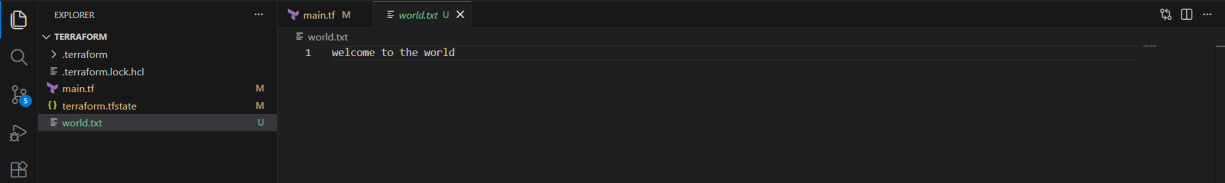 EXPLORER
TERRAFORM
.terraform
.terraform.lock.hcl
main.tf M
terraform.tfstate M
world.txt U
5
main.tf M
world.txt U
world.txt
1 welcome to the world